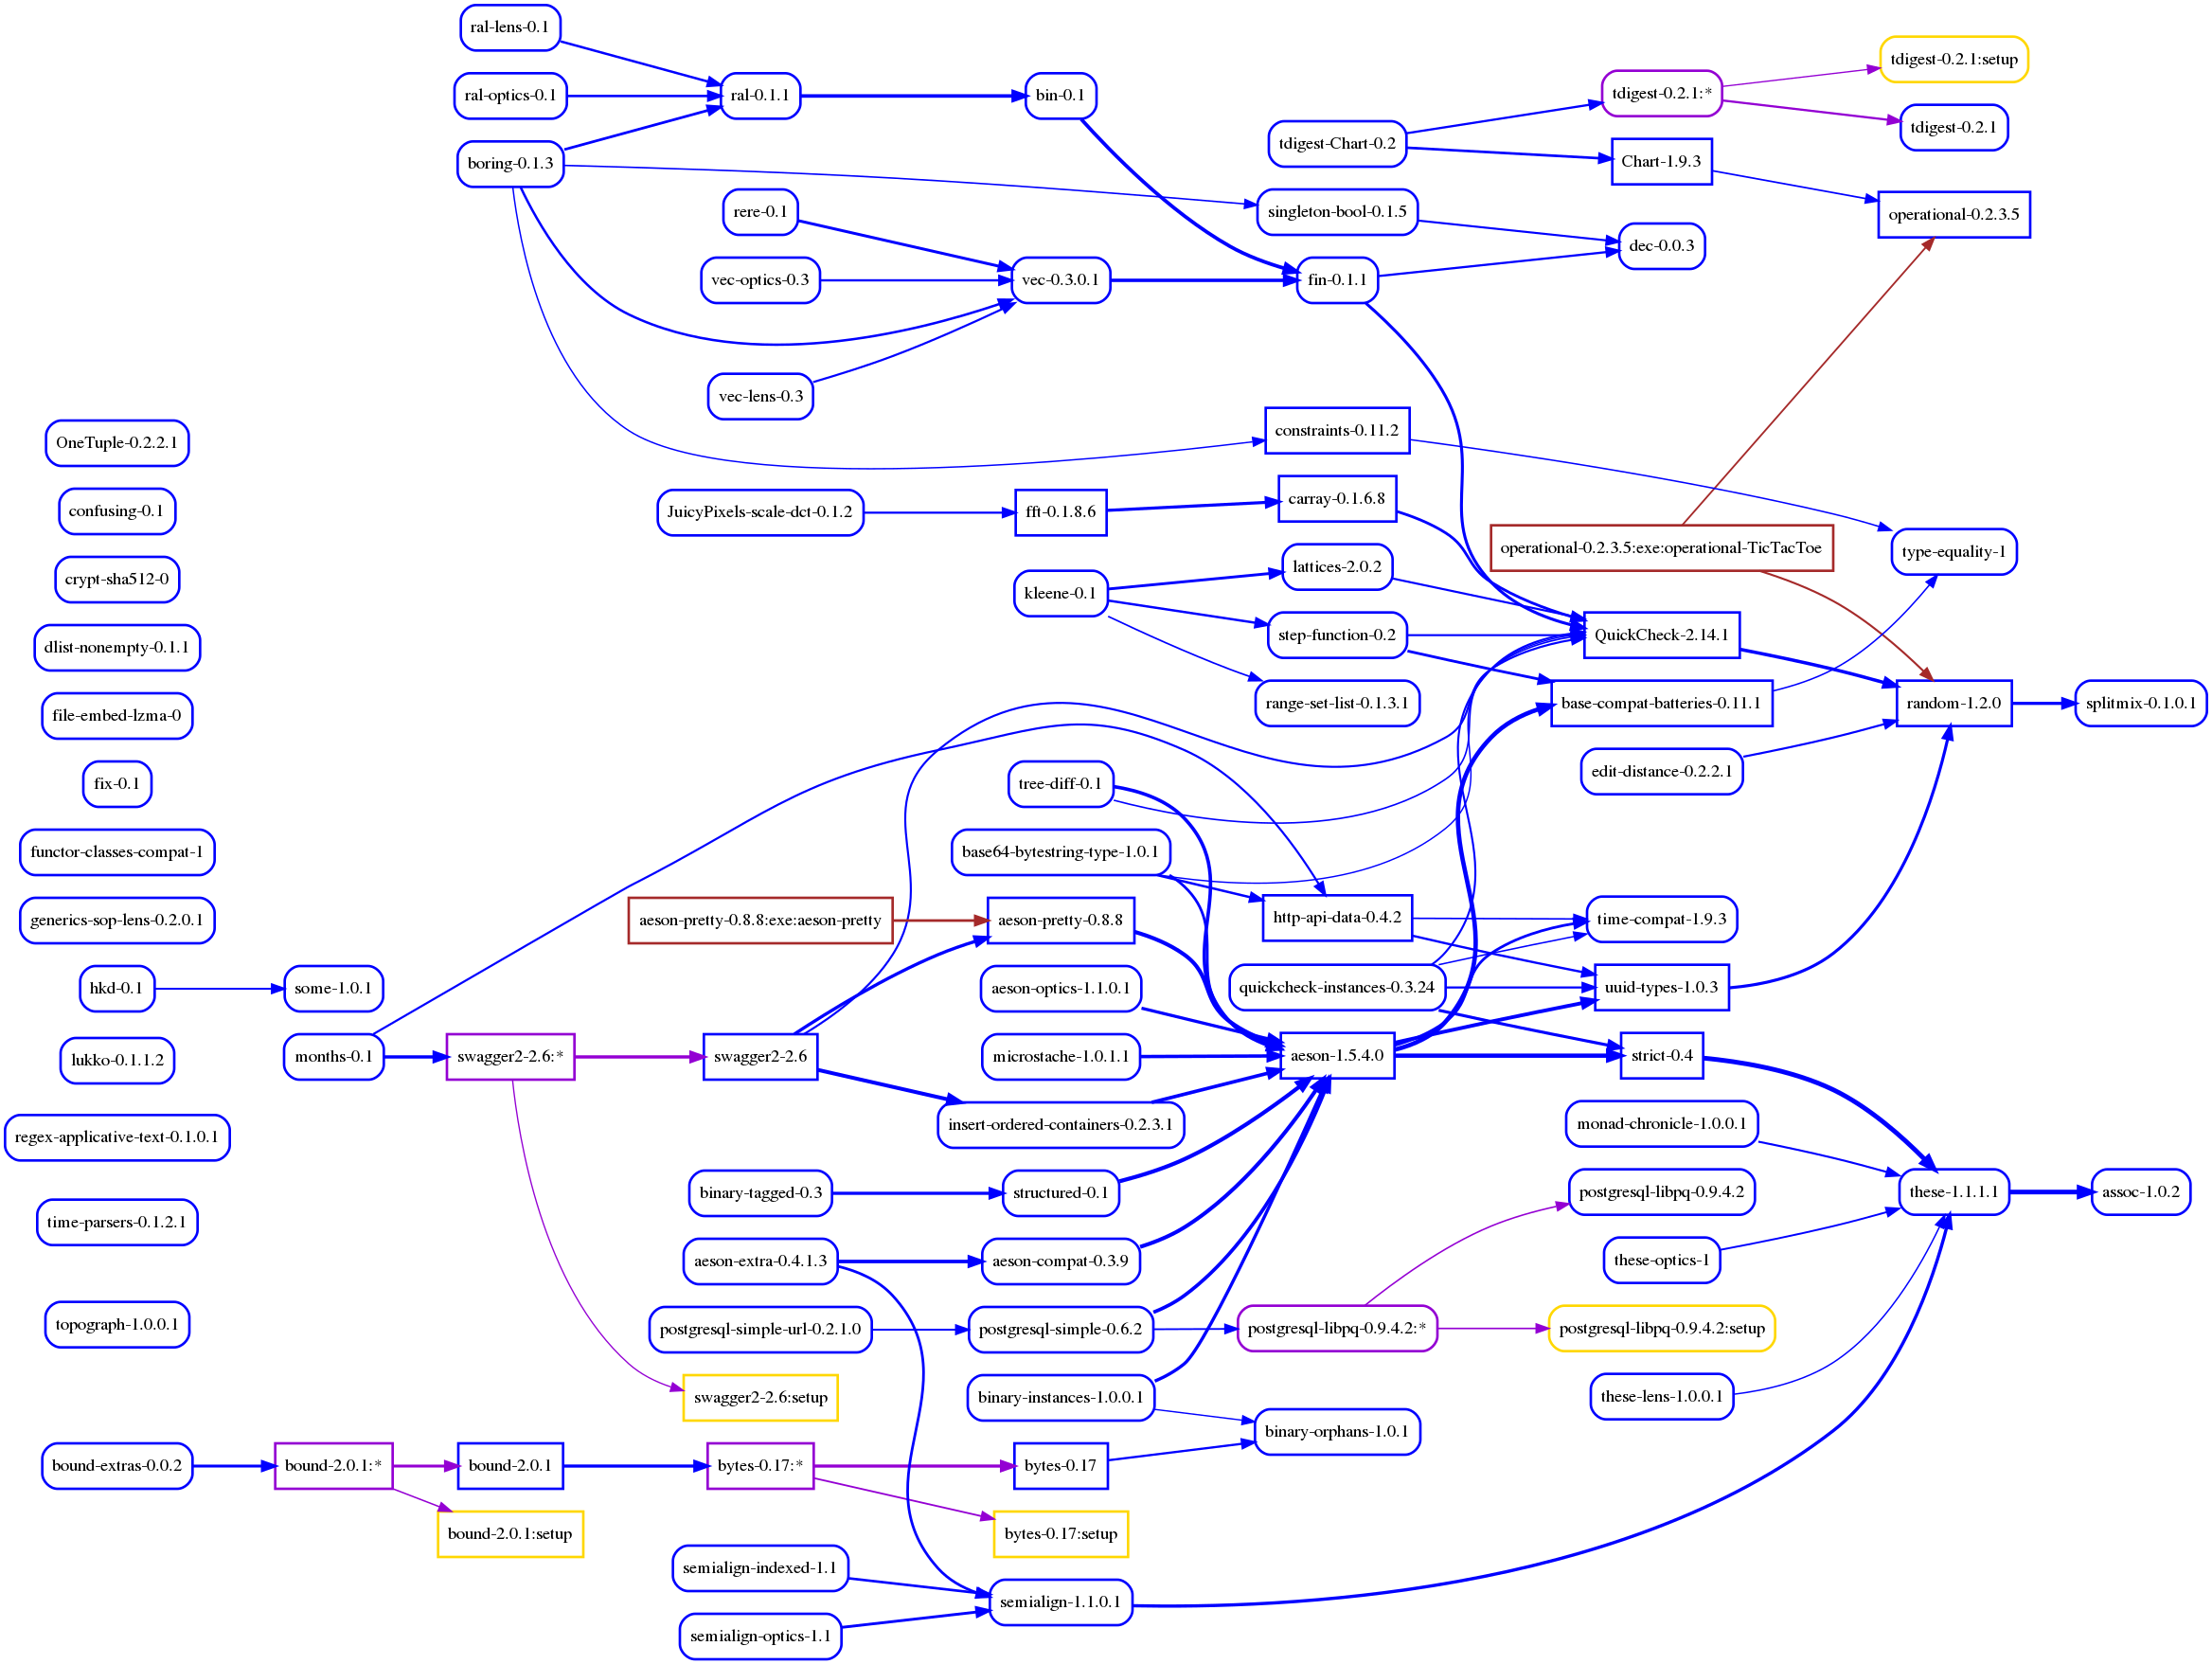 ral-lens-0.1
ral-optics-0.1
boring-0.1.3
ral-0.1.1
bin-0.1
rere-0.1
vec-optics-0.3
vec-lens-0.3
vec-0.3.0.1
tdigest-Chart-0.2
singleton-bool-0.1.5
fin-0.1.1
tdigest-0.2.1:*
Chart-1.9.3
dec-0.0.3
tdigest-0.2.1:setup
tdigest-0.2.1
operational-0.2.3.5
OneTuple-0.2.2.1
confusing-0.1
crypt-sha512-0
dlist-nonempty-0.1.1
file-embed-lzma-0
fix-0.1
functor-classes-compat-1
generics-sop-lens-0.2.0.1
hkd-0.1
some-1.0.1
lukko-0.1.1.2
months-0.1
regex-applicative-text-0.1.0.1
time-parsers-0.1.2.1
topograph-1.0.0.1
bound-extras-0.0.2
bound-2.0.1:*
bound-2.0.1
bound-2.0.1:setup
swagger2-2.6:*
swagger2-2.6
swagger2-2.6:setup
JuicyPixels-scale-dct-0.1.2
fft-0.1.8.6
constraints-0.11.2
carray-0.1.6.8
kleene-0.1
lattices-2.0.2
step-function-0.2
range-set-list-0.1.3.1
operational-0.2.3.5:exe:operational-TicTacToe
type-equality-1
QuickCheck-2.14.1
base-compat-batteries-0.11.1
random-1.2.0
splitmix-0.1.0.1
edit-distance-0.2.2.1
tree-diff-0.1
base64-bytestring-type-1.0.1
aeson-pretty-0.8.8:exe:aeson-pretty
aeson-pretty-0.8.8
http-api-data-0.4.2
time-compat-1.9.3
aeson-optics-1.1.0.1
quickcheck-instances-0.3.24
uuid-types-1.0.3
microstache-1.0.1.1
aeson-1.5.4.0
strict-0.4
insert-ordered-containers-0.2.3.1
monad-chronicle-1.0.0.1
binary-tagged-0.3
structured-0.1
postgresql-libpq-0.9.4.2
these-1.1.1.1
assoc-1.0.2
aeson-extra-0.4.1.3
aeson-compat-0.3.9
these-optics-1
postgresql-simple-url-0.2.1.0
postgresql-simple-0.6.2
postgresql-libpq-0.9.4.2:*
postgresql-libpq-0.9.4.2:setup
binary-instances-1.0.0.1
these-lens-1.0.0.1
binary-orphans-1.0.1
bytes-0.17:*
bytes-0.17
bytes-0.17:setup
semialign-indexed-1.1
semialign-1.1.0.1
semialign-optics-1.1